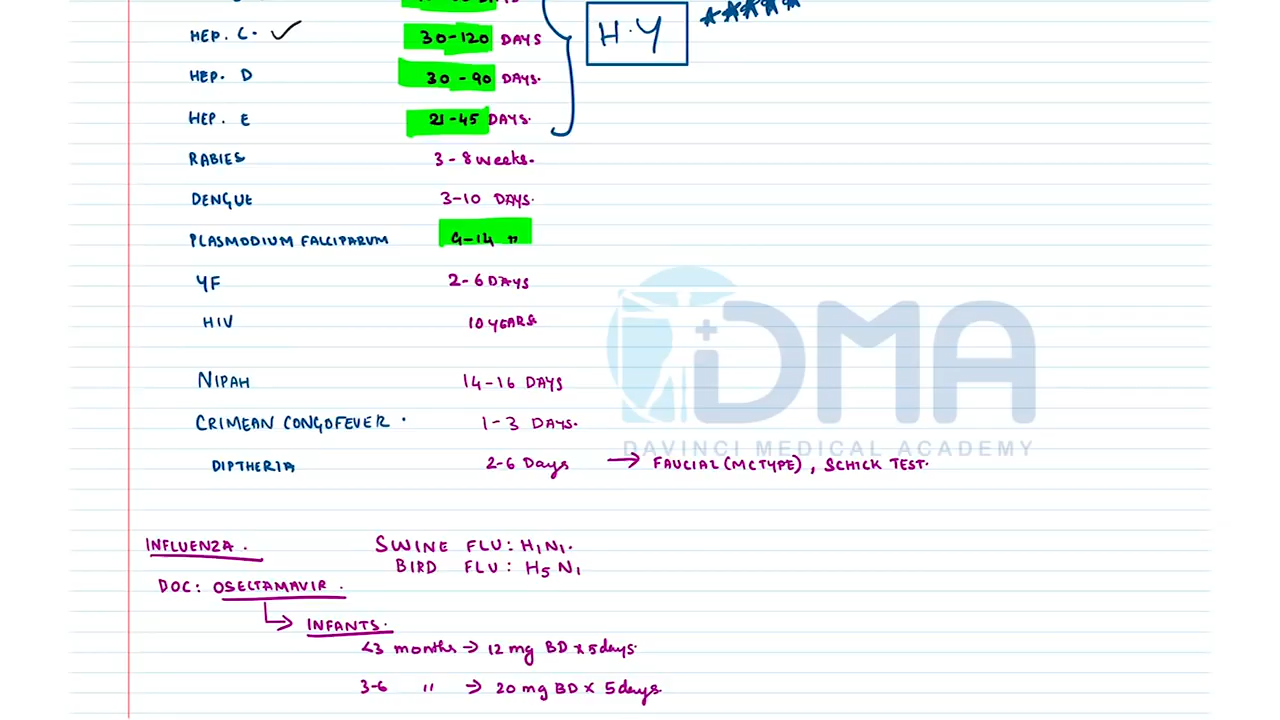 HEP. C. ✓ 30-120 DAYS
H.Y
HEP. D 30 - 90 DAYS.
HEP. E 21-45 DAYS.
RABIES 3 - 8 weeks.
DENGUE 3-10 DAYS.
PLASMODIUM FALCIPARUM 9-14 "
YF 2-6 DAYS
HIV 10 YEARS
NIPAH 14-16 DAYS
CRIMEAN CONGO FEVER . 1-3 DAYS.
DIPTHERIA 2-6 Days → FAUCIAL (MC TYPE) , SCHICK TEST.
DMA
DAVINCI MEDICAL ACADEMY
INFLUENZA . SWINE FLU : H1N1.
BIRD FLU : H5N1
DOC : OSELTAMAVIR .
INFANTS.
<3 months → 12 mg BD x 5 days.
3-6 " → 20 mg BD x 5 days